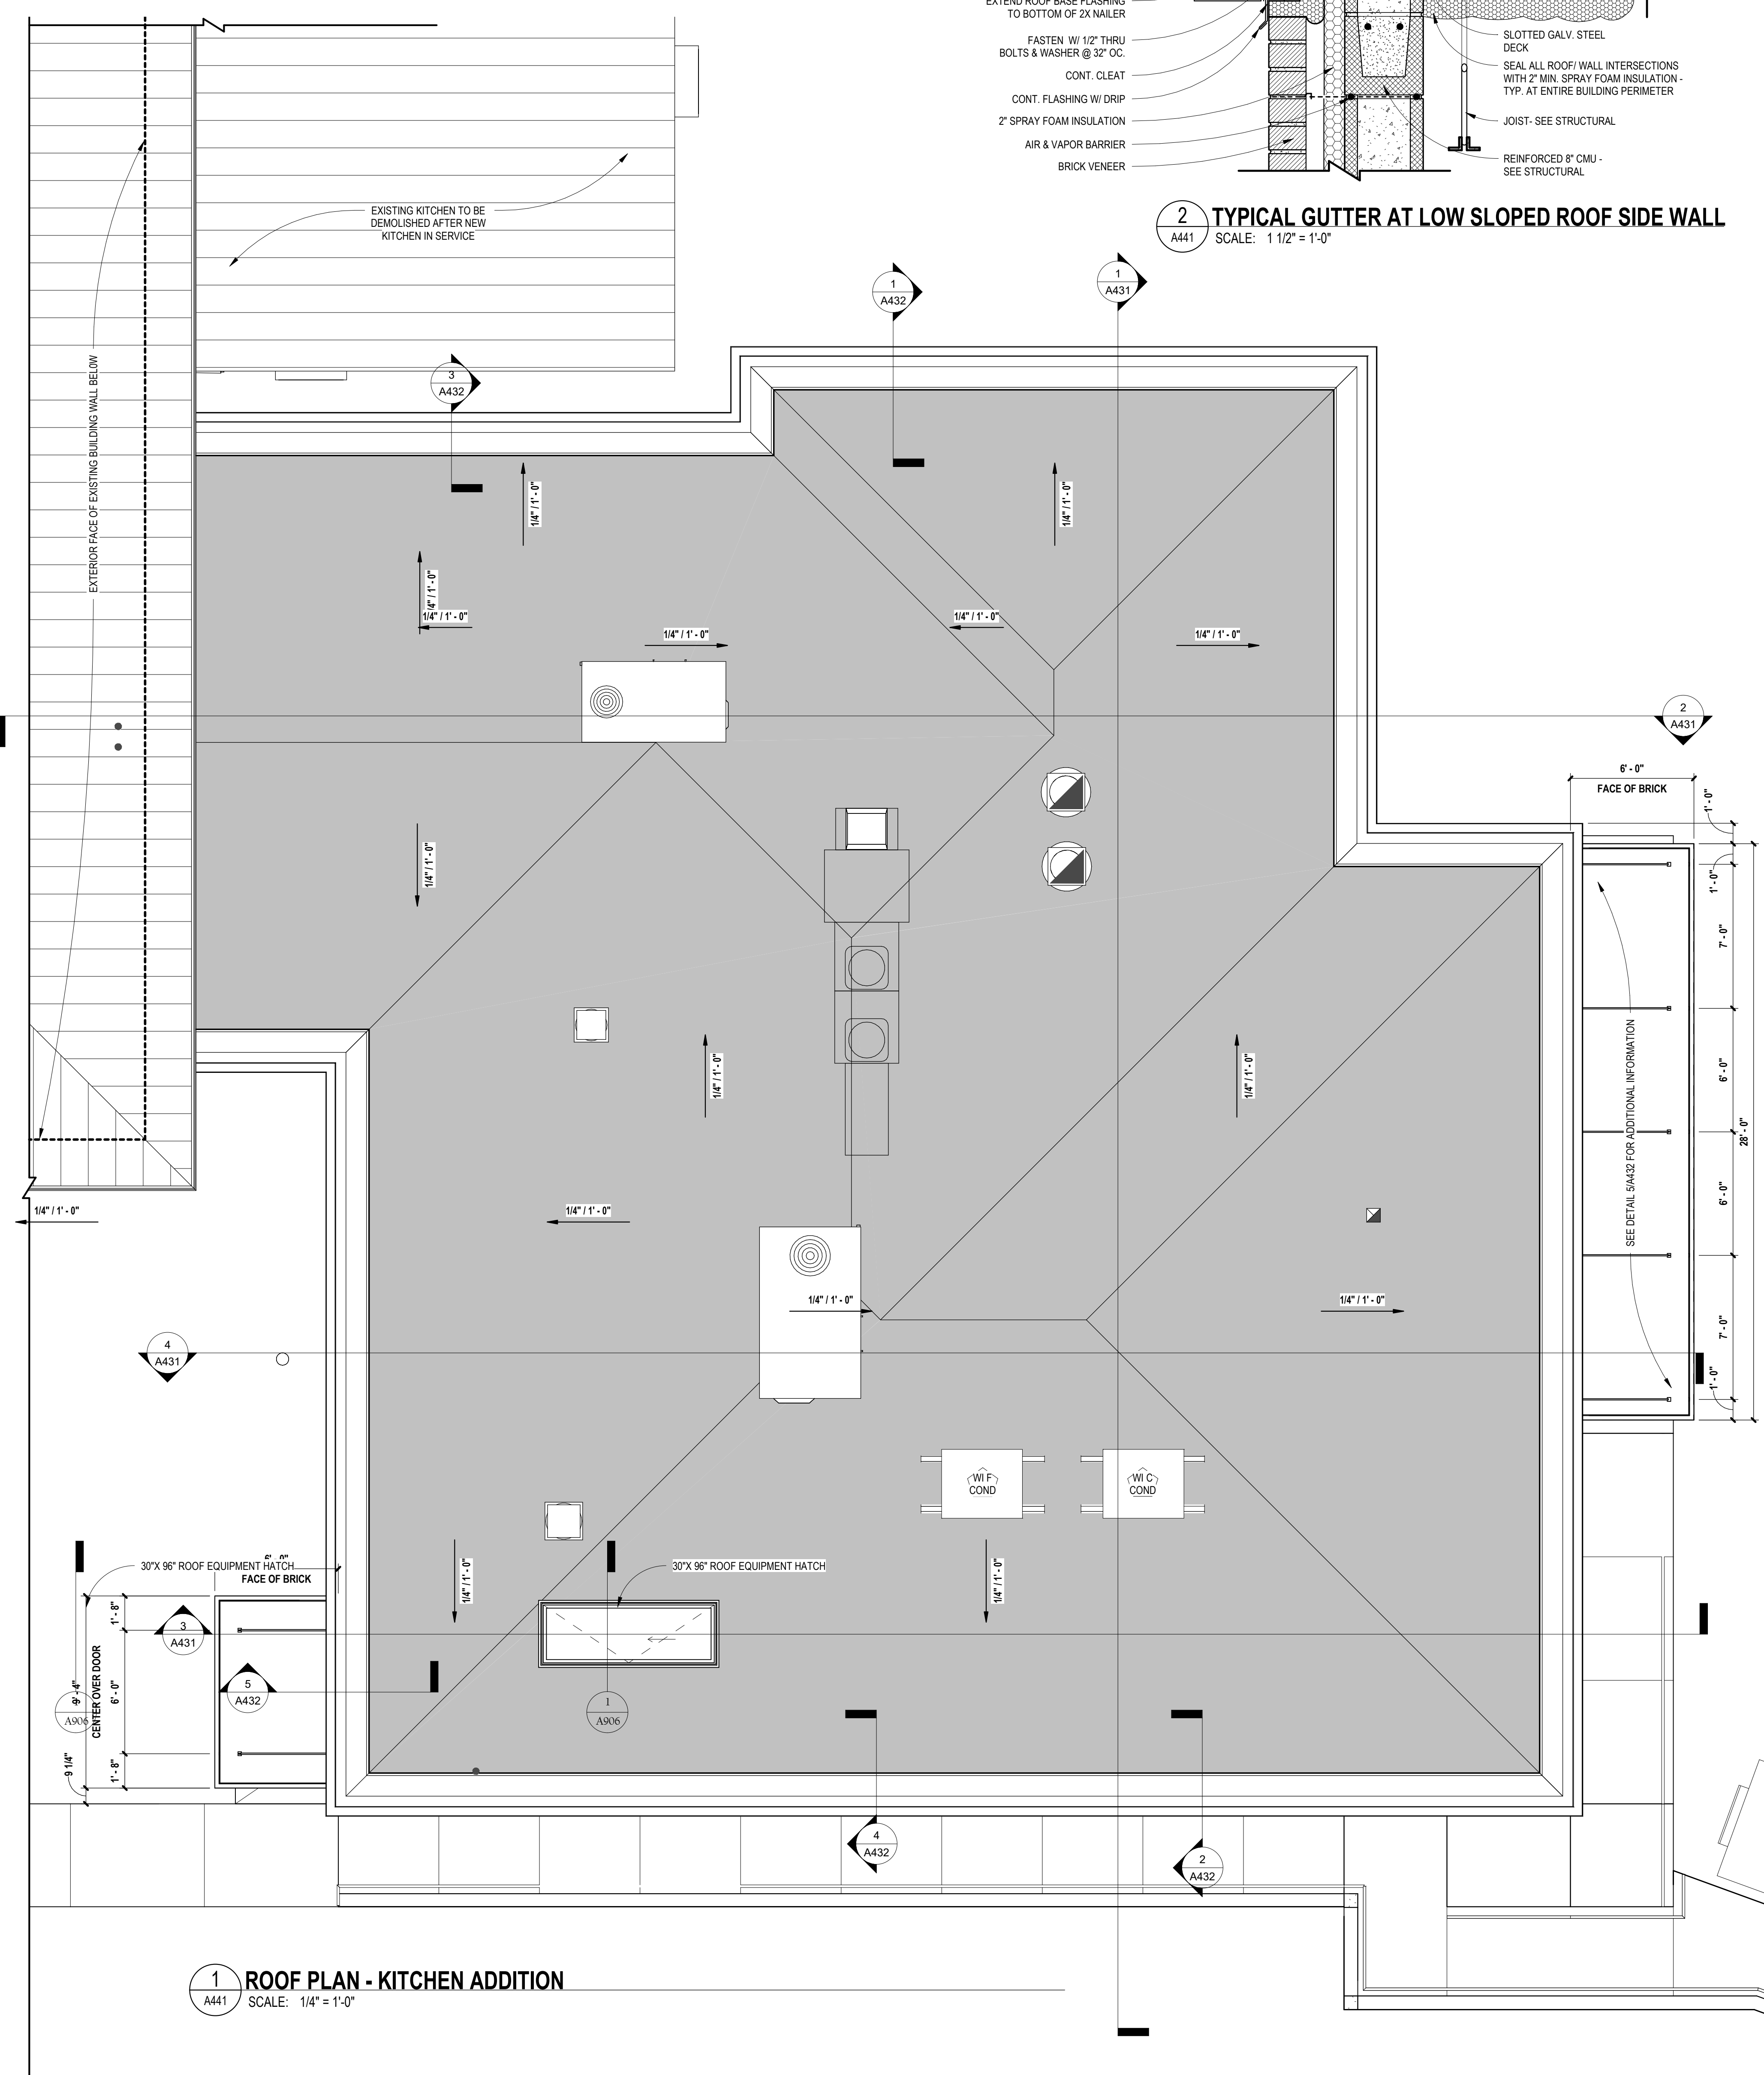 EXTEND ROOF BASE FLASHING
TO BOTTOM OF 2X NAILER
FASTEN W/ 1/2" THRU
BOLTS & WASHER @ 32" OC.
CONT. CLEAT
CONT. FLASHING W/ DRIP
2" SPRAY FOAM INSULATION
AIR & VAPOR BARRIER
BRICK VENEER
SLOTTED GALV. STEEL
DECK
SEAL ALL ROOF/ WALL INTERSECTIONS
WITH 2" MIN. SPRAY FOAM INSULATION -
TYP. AT ENTIRE BUILDING PERIMETER
JOIST- SEE STRUCTURAL
REINFORCED 8" CMU -
SEE STRUCTURAL
2
A441
TYPICAL GUTTER AT LOW SLOPED ROOF SIDE WALL
SCALE: 1 1/2" = 1'-0"
EXISTING KITCHEN TO BE
DEMOLISHED AFTER NEW
KITCHEN IN SERVICE
EXTERIOR FACE OF EXISTING BUILDING WALL BELOW
1
A432
1
A431
3
A432
1/4" / 1' - 0"
1/4" / 1' - 0"
1/4" / 1' - 0"
1/4" / 1' - 0"
1/4" / 1' - 0"
1/4" / 1' - 0"
1/4" / 1' - 0"
2
A431
6' - 0"
FACE OF BRICK
1' - 0"
1' - 0"
7' - 0"
6' - 0"
28' - 0"
6' - 0"
7' - 0"
1' - 0"
SEE DETAIL 5/A432 FOR ADDITIONAL INFORMATION
1/4" / 1' - 0"
1/4" / 1' - 0"
1/4" / 1' - 0"
1/4" / 1' - 0"
1/4" / 1' - 0"
1/4" / 1' - 0"
1/4" / 1' - 0"
4
A431
WI F
COND
WI C
COND
1/4" / 1' - 0"
1/4" / 1' - 0"
6' - 0"
30"X 96" ROOF EQUIPMENT HATCH
FACE OF BRICK
30"X 96" ROOF EQUIPMENT HATCH
1' - 8"
3
A431
CENTER OVER DOOR
9' - 4"
6' - 0"
5
A432
A906
1
A906
9 1/4"
1' - 8"
4
A432
2
A432
1
A441
ROOF PLAN - KITCHEN ADDITION
SCALE: 1/4" = 1'-0"